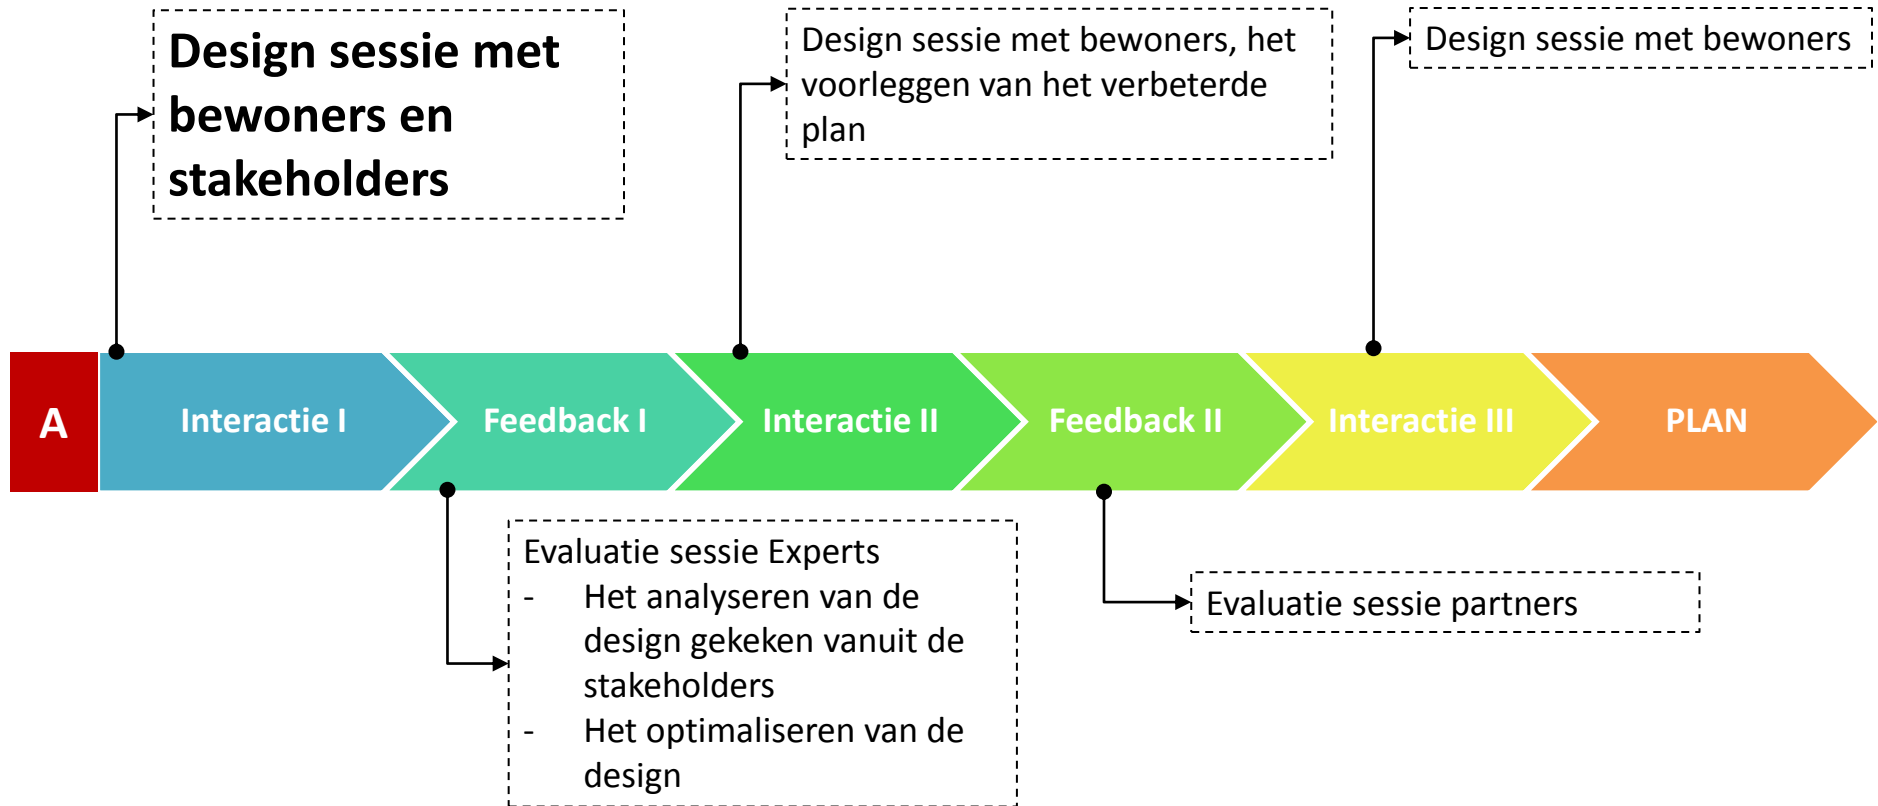 Design sessie met
bewoners en
stakeholders
Design sessie met bewoners, het
voorleggen van het verbeterde
plan
Design sessie met bewoners
A
Interactie I
Feedback I
Interactie II
Feedback II
Interactie III
PLAN
Evaluatie sessie Experts
- Het analyseren van de
design gekeken vanuit de
stakeholders
- Het optimaliseren van de
design
Evaluatie sessie partners